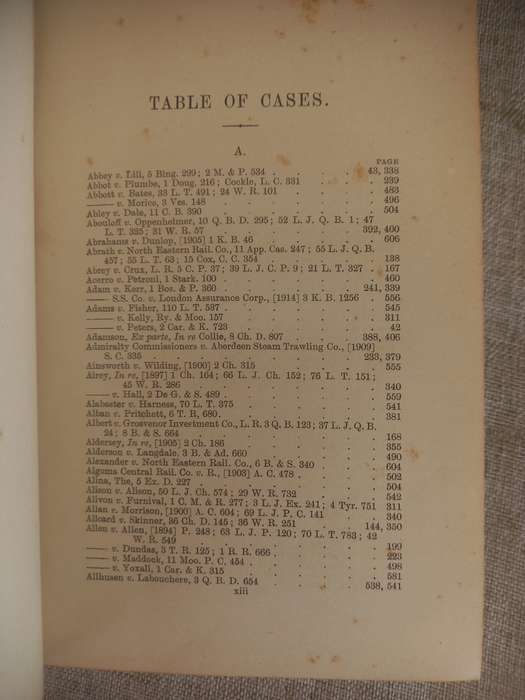 TABLE OF CASES.
A.
PAGE
Abbey v. Lill, 5 Bing. 299; 2 M. & P. 534 . . . . 43, 338
Abbot v. Plumbe, 1 Doug. 216; Cockle, L. C. 331 . . . 239
Abbott v. Bates, 33 L. T. 491; 24 W. R. 101 . . . . 483
—— v. Morice, 3 Ves. 148 . . . . . . 496
Abley v. Dale, 11 C. B. 390 . . . . . . 504
Abouloff v. Oppenheimer, 10 Q. B. D. 295; 52 L. J. Q. B. 1; 47
L. T. 325; 31 W. R. 57 . . . . . 392, 400
Abrahams v. Dunlop, [1905] 1 K. B. 46 . . . . . 606
Abrath v. North Eastern Rail. Co., 11 App. Cas. 247; 55 L. J. Q. B.
457; 55 L. T. 63; 15 Cox, C. C. 354 . . . . . 138
Abrey v. Crux, L. R. 5 C. P. 37; 39 L. J. C. P. 9; 21 L. T. 327 . . 167
Acerro v. Petroni, 1 Stark. 100 . . . . . . 460
Adam v. Kerr, 1 Bos. & P. 360 . . . . . 241, 339
—— S.S. Co. v. London Assurance Corp., [1914] 3 K. B. 1256 . . 556
Adams v. Fisher, 110 L. T. 537 . . . . . . 545
—— v. Kelly, Ry. & Moo. 157 . . . . . . 311
—— v. Peters, 2 Car. & K. 723 . . . . . . 42
Adamson, Ex parte, In re Collie, 8 Ch. D. 807 . . . 388, 406
Admiralty Commissioners v. Aberdeen Steam Trawling Co., [1909]
S. C. 335 . . . . . . . 233, 379
Ainsworth v. Wilding, [1900] 2 Ch. 315 . . . . . 555
Airey, In re, [1897] 1 Ch. 164; 66 L. J. Ch. 152; 76 L. T. 151;
45 W. R. 286 . . . . . . . 340
—— v. Hall, 2 De G. & S. 489 . . . . . . 559
Alabaster v. Harness, 70 L. T. 375 . . . . . 541
Alban v. Pritchett, 6 T. R. 680. . . . . . 381
Albert v. Grosvenor Investment Co., L. R. 3 Q. B. 123; 37 L. J. Q. B.
24; 8 B. & S. 664 . . . . . . . 168
Aldersey, In re, [1905] 2 Ch. 186 . . . . . 355
Alderson v. Langdale, 3 B. & Ad. 660 . . . . . 490
Alexander v. North Eastern Rail. Co., 6 B. & S. 340 . . . 604
Algoma Central Rail. Co. v. R., [1903] A. C. 478 . . . . 502
Alina, The, 5 Ex. D. 227 . . . . . . 504
Alison v. Alison, 50 L. J. Ch. 574; 29 W. R. 732 . . . . 542
Alivon v. Furnival, 1 C. M. & R. 277; 3 L. J. Ex. 241; 4 Tyr. 751 311
Allan v. Morrison, [1900] A. C. 604; 69 L. J. P. C. 141 . . 340
Allcard v. Skinner, 36 Ch. D. 145; 36 W. R. 251 . . . 144, 350
Allen v. Allen, [1894] P. 248; 63 L. J. P. 120; 70 L. T. 783; 42
W. R. 549 . . . . . . . 199
—— v. Dundas, 3 T. R. 125; 1 R. R. 666 . . . . . 223
—— v. Maddock, 11 Moo. P. C. 454 . . . . . 498
—— v. Yoxall, 1 Car. & K. 315 . . . . . . 581
Allhusen v. Labouchere, 3 Q. B. D. 654 . . . . 538, 541
xiii